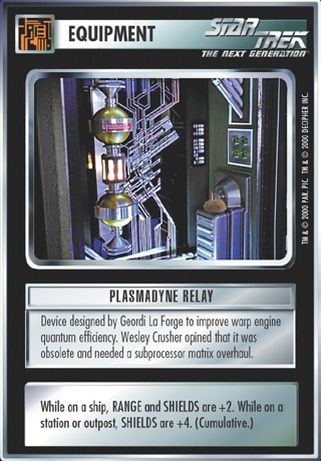 EQUIPMENT
STAR TREK
THE NEXT GENERATION
TM & © 2000 PAR. PIC. TM & © 2000 DECIPHER INC.
PLASMADYNE RELAY
Device designed by Geordi La Forge to improve warp engine
quantum efficiency. Wesley Crusher opined that it was
obsolete and needed a subprocessor matrix overhaul.
While on a ship, RANGE and SHIELDS are +2. While on a
station or outpost, SHIELDS are +4. (Cumulative.)